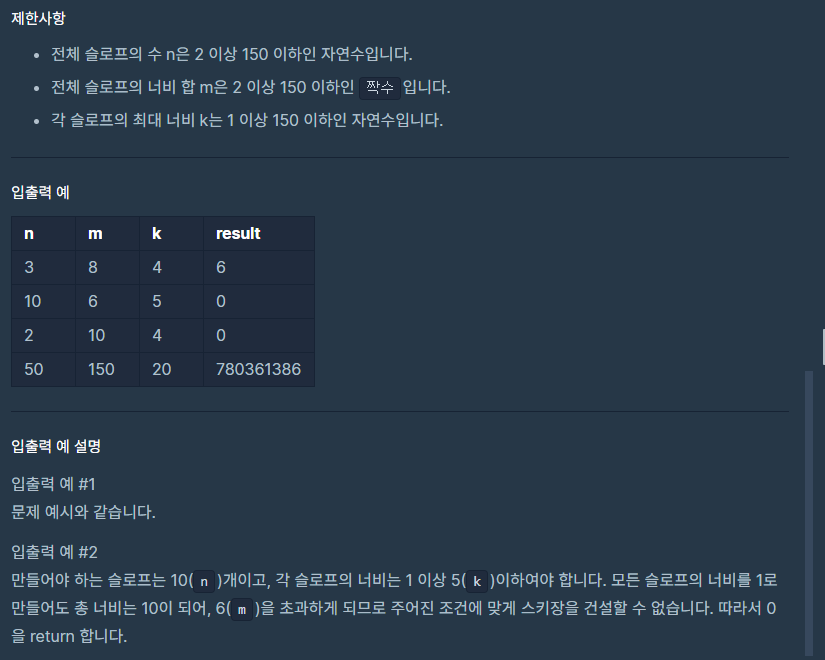 제한사항
• 전체 슬로프의 수 n은 2 이상 150 이하인 자연수입니다.
• 전체 슬로프의 너비 합 m은 2 이상 150 이하인 짝수 입니다.
• 각 슬로프의 최대 너비 k는 1 이상 150 이하인 자연수입니다.
입출력 예
n m k result
3 8 4 6
10 6 5 0
2 10 4 0
50 150 20 780361386
입출력 예 설명
입출력 예 #1
문제 예시와 같습니다.
입출력 예 #2
만들어야 하는 슬로프는 10( n )개이고, 각 슬로프의 너비는 1 이상 5( k )이하여야 합니다. 모든 슬로프의 너비를 1로
만들어도 총 너비는 10이 되어, 6( m )을 초과하게 되므로 주어진 조건에 맞게 스키장을 건설할 수 없습니다. 따라서 0
을 return 합니다.